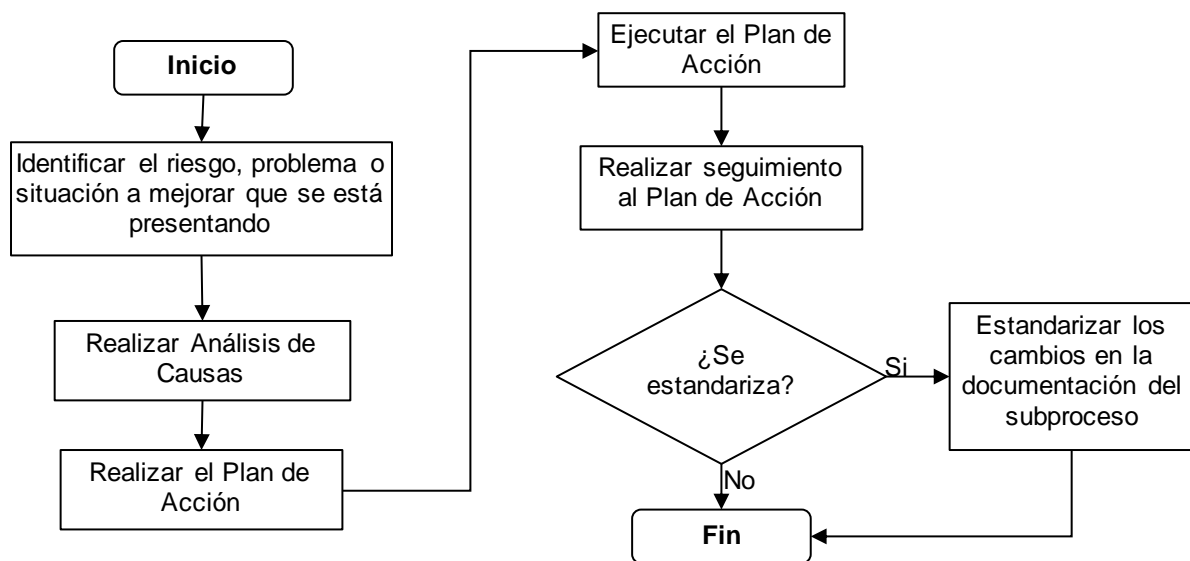 Inicio
Identificar el riesgo, problema o
situación a mejorar que se está
presentando
Realizar Análisis de
Causas
Realizar el Plan de
Acción
Ejecutar el Plan de
Acción
Realizar seguimiento
al Plan de Acción
¿Se
estandariza?
Si
Estandarizar los
cambios en la
documentación del
subproceso
No
Fin